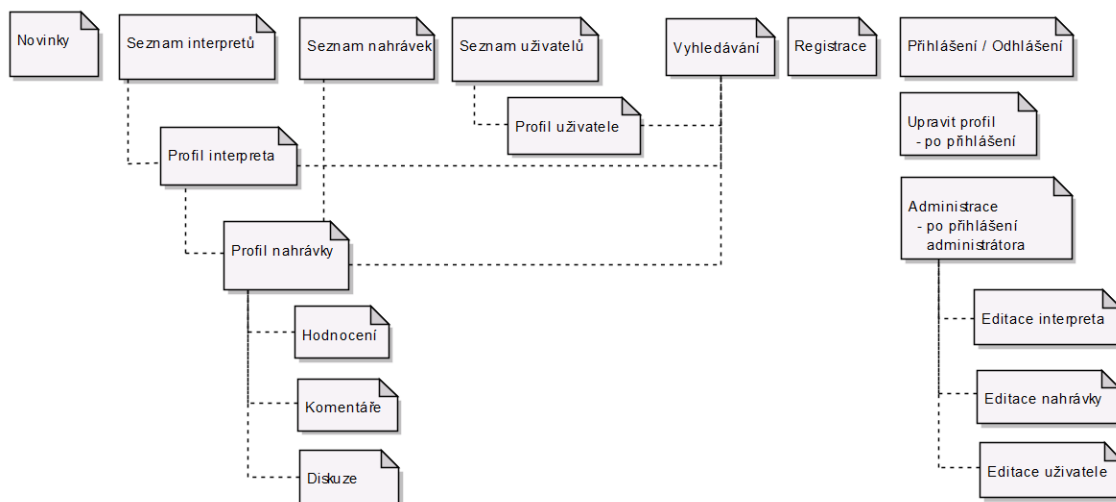 Novinky
Seznam interpretů
Seznam nahrávek
Seznam uživatelů
Vyhledávání
Registrace
Přihlášení / Odhlášení
Profil uživatele
Upravit profil
- po přihlášení
Profil interpreta
Administrace
- po přihlášení
administrátora
Profil nahrávky
Hodnocení
Editace interpreta
Komentáře
Editace nahrávky
Diskuze
Editace uživatele